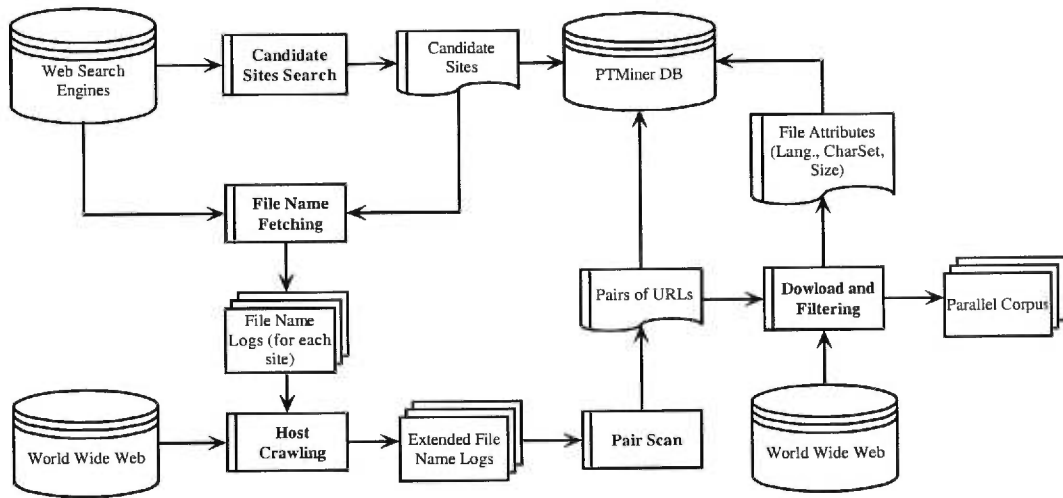 Web Search
Engines
Candidate
Sites Search
Candidate
Sites
PTMiner DB
File Attributes
(Lang., CharSet,
Size)
File Name
Fetching
File Name
Logs (for each
site)
Pairs of URLs
Dowload and
Filtering
Parallel Corpus
World Wide Web
Host
Crawling
Extended File
Name Logs
Pair Scan
World Wide Web